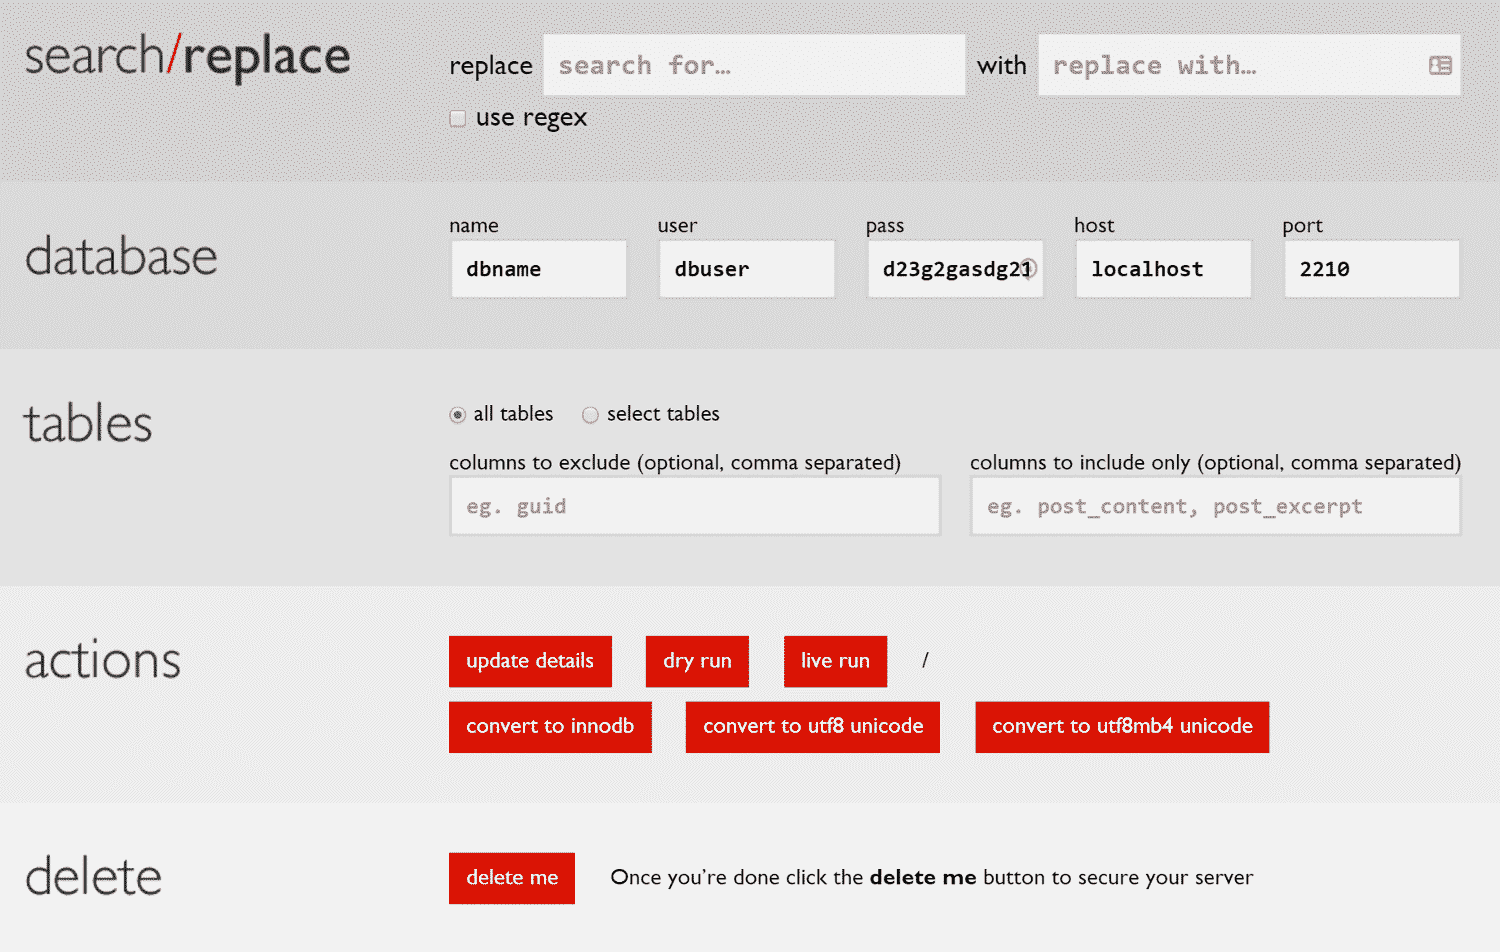 search/replace
replace search for… with replace with…
use regex
database
name user pass host port
dbname dbuser d23g2gasdg21 localhost 2210
tables
all tables select tables
columns to exclude (optional, comma separated) columns to include only (optional, comma separated)
eg. guid eg. post_content, post_excerpt
actions
update details dry run live run /
convert to innodb convert to utf8 unicode convert to utf8mb4 unicode
delete
delete me Once you’re done click the delete me button to secure your server